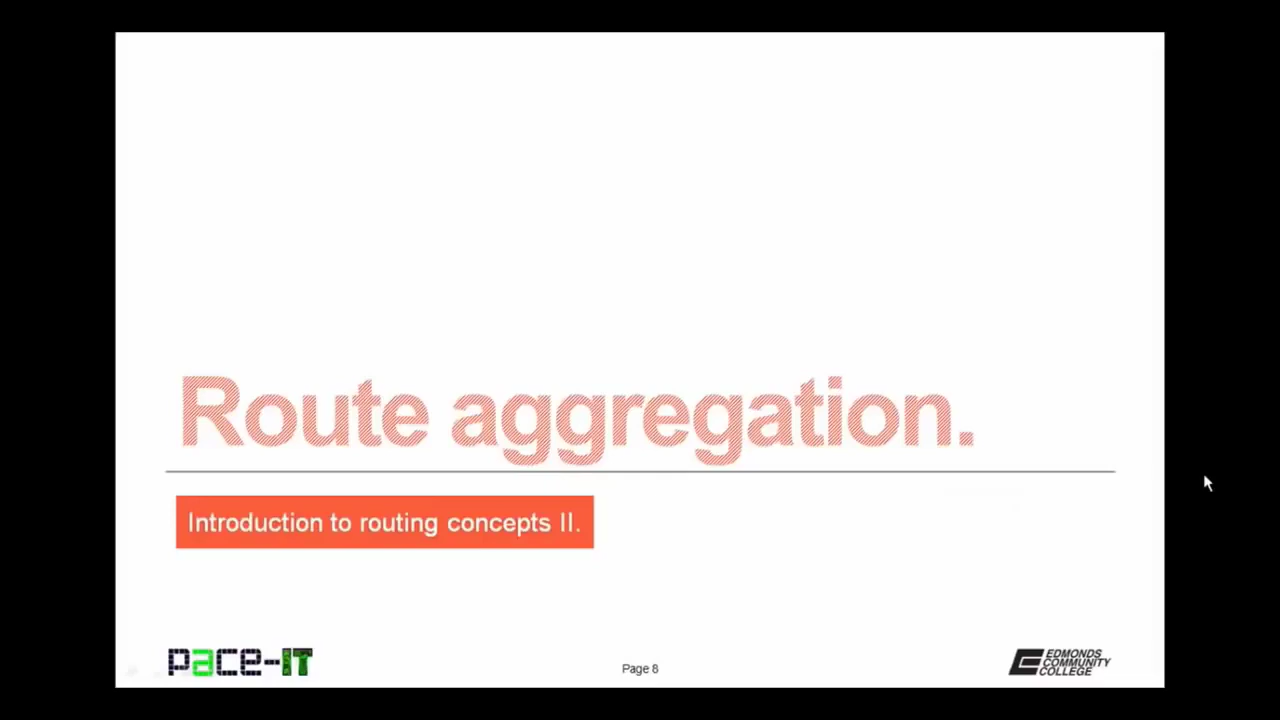 Route aggregation.
Introduction to routing concepts II.
pace-IT
Page 8
EDMONDS
COMMUNITY
COLLEGE